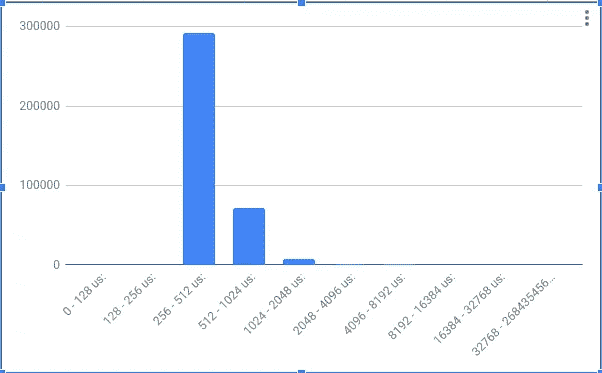 300000
200000
100000
0
0 - 128 us:
128 - 256 us:
256 - 512 us:
512 - 1024 us:
1024 - 2048 us:
2048 - 4096 us:
4096 - 8192 us:
8192 - 16384 us:
16384 - 32768 us:
32768 - 268435456...